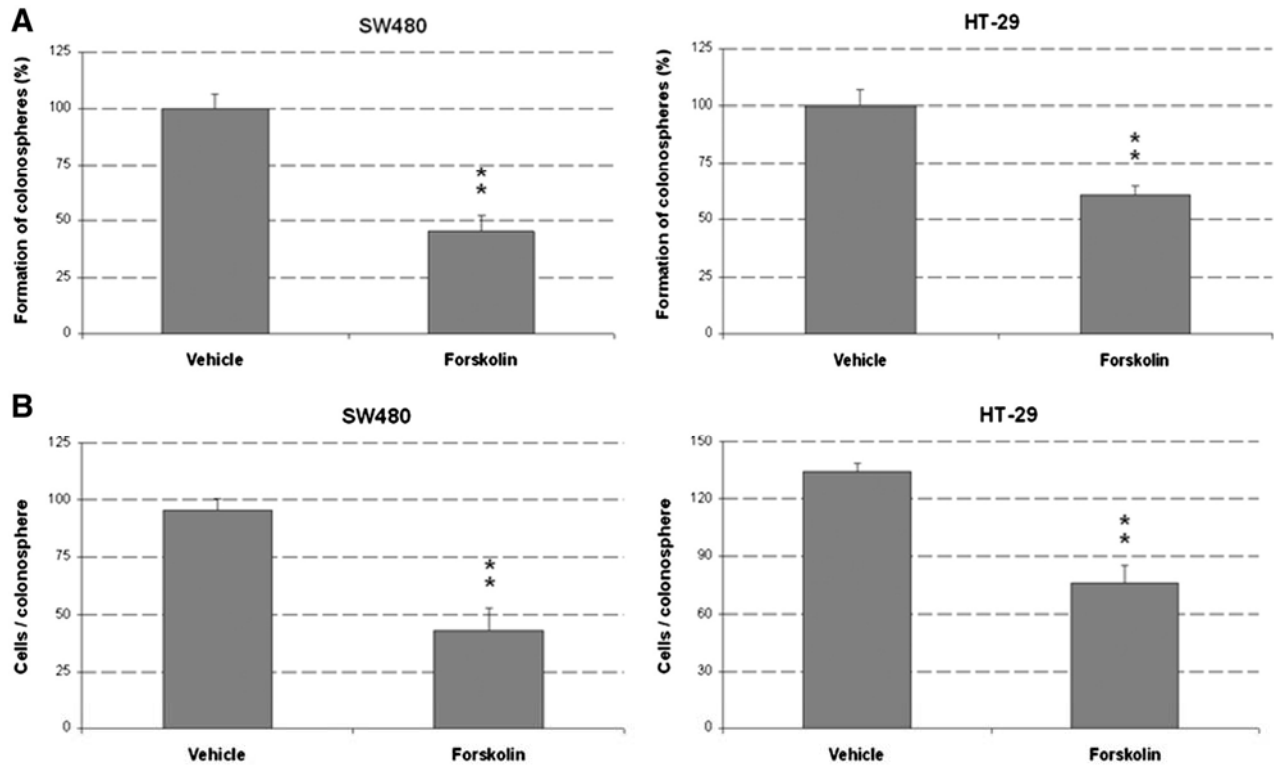 A
SW480
Formation of colonospheres (%)
125
100
75
50
25
0
*
*
Vehicle
Forskolin
HT-29
Formation of colonospheres (%)
125
100
75
50
25
0
*
*
Vehicle
Forskolin
B
SW480
Cells / colonosphere
125
100
75
50
25
0
*
*
Vehicle
Forskolin
HT-29
Cells / colonosphere
150
120
90
60
30
0
*
*
Vehicle
Forskolin